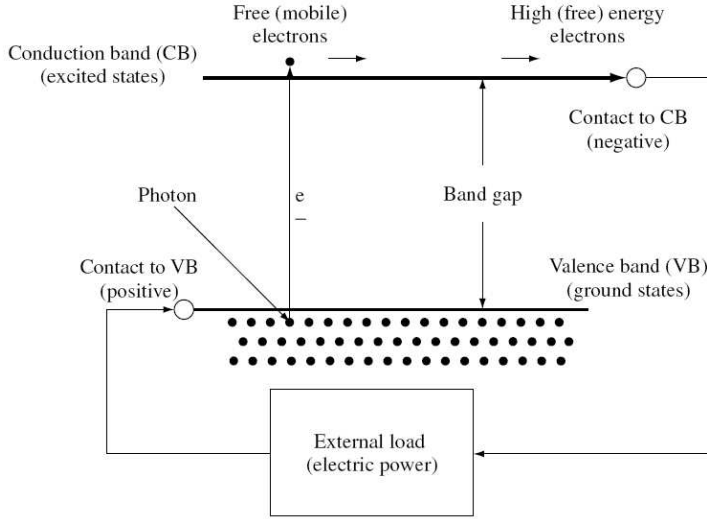 Free (mobile)
electrons
High (free) energy
electrons
Conduction band (CB)
(excited states)
Contact to CB
(negative)
Photon
e
–
Band gap
Contact to VB
(positive)
Valence band (VB)
(ground states)
External load
(electric power)